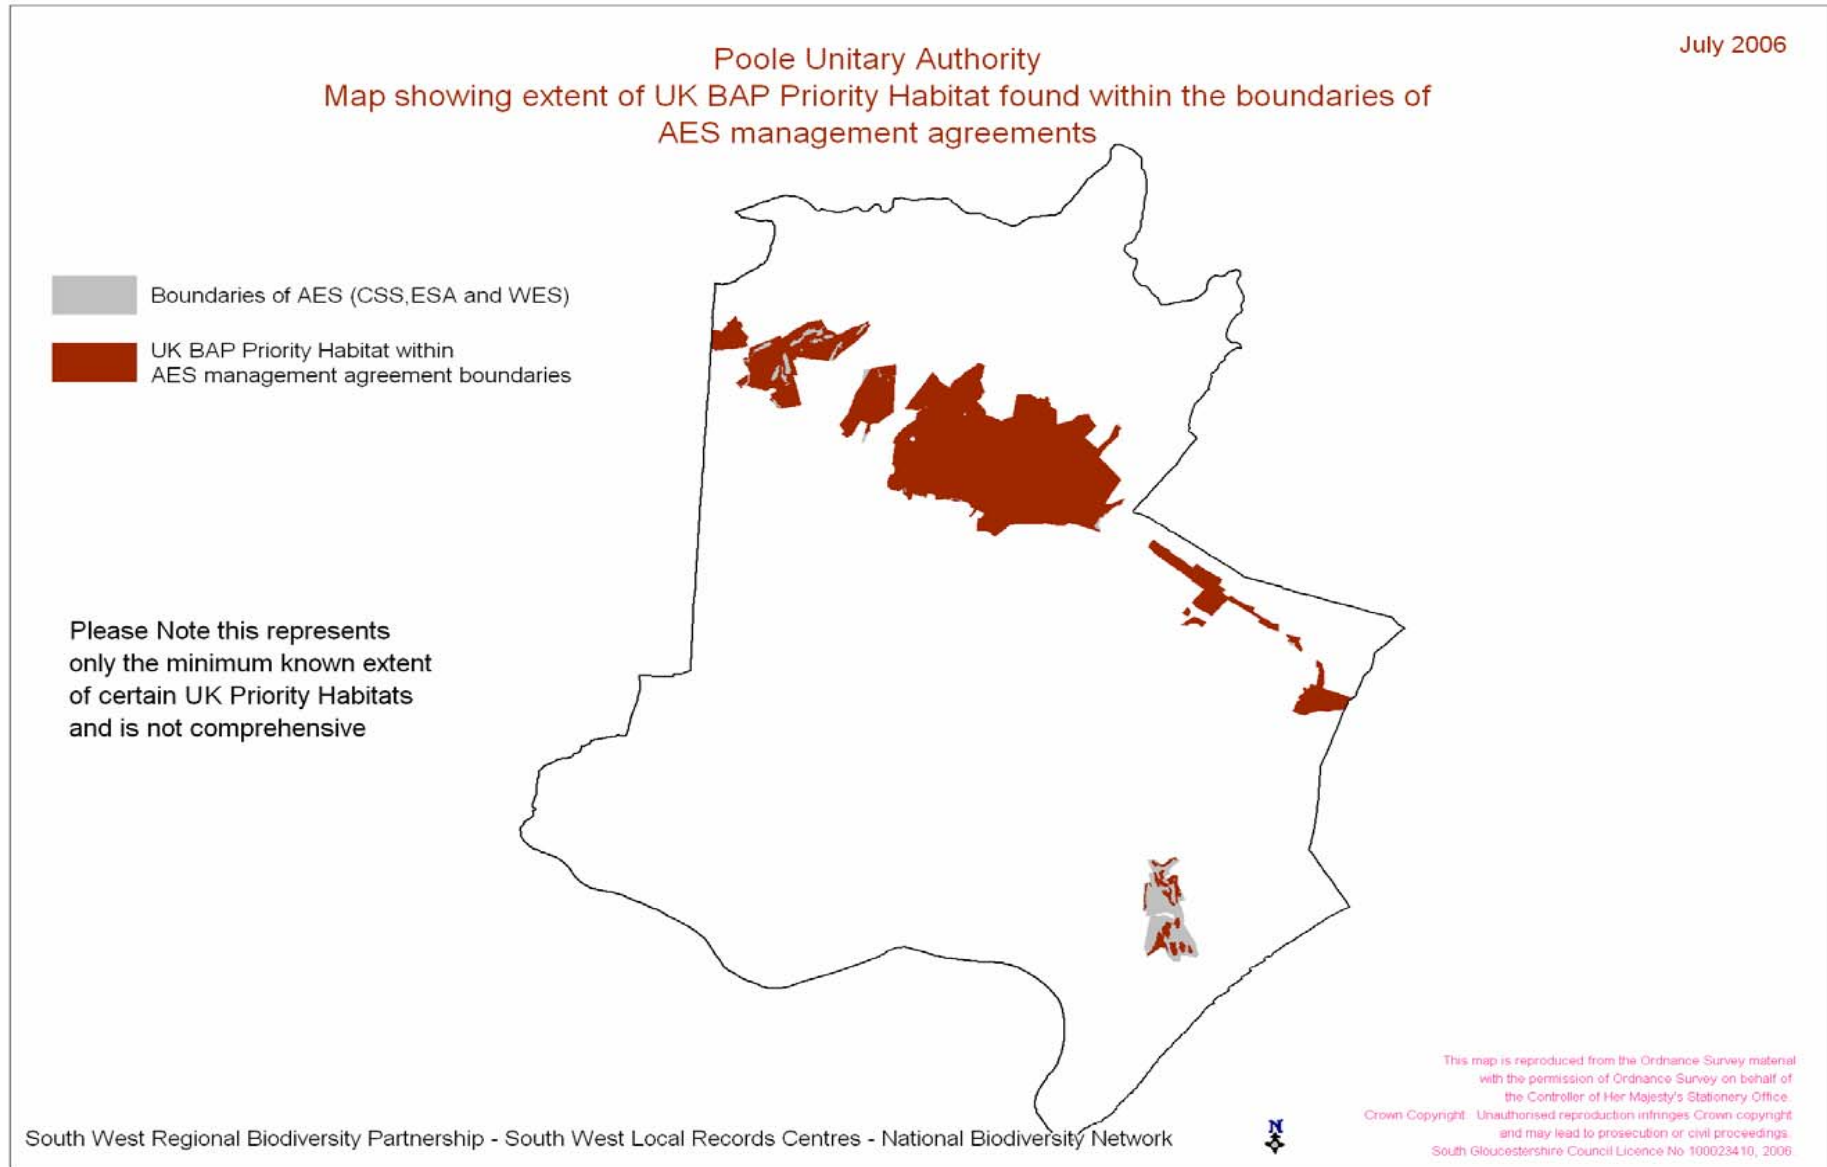 July 2006
Poole Unitary Authority
Map showing extent of UK BAP Priority Habitat found within the boundaries of
AES management agreements
Boundaries of AES (CSS,ESA and WES)
UK BAP Priority Habitat within
AES management agreement boundaries
Please Note this represents
only the minimum known extent
of certain UK Priority Habitats
and is not comprehensive
This map is reproduced from the Ordnance Survey material
with the permission of Ordnance Survey on behalf of
the Controller of Her Majesty's Stationery Office.
Crown Copyright. Unauthorised reproduction infringes Crown copyright
and may lead to prosecution or civil proceedings.
South Gloucestershire Council Licence No 100023410, 2006.
N
South West Regional Biodiversity Partnership - South West Local Records Centres - National Biodiversity Network